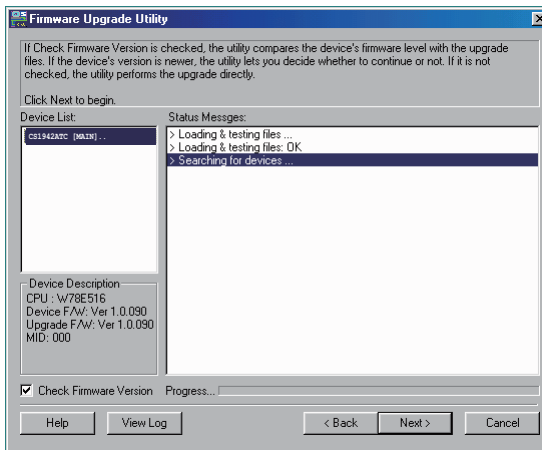 Firmware Upgrade Utility
If Check Firmware Version is checked, the utility compares the device's firmware level with the upgrade
files. If the device's version is newer, the utility lets you decide whether to continue or not. If it is not
checked, the utility performs the upgrade directly.
Click Next to begin.
Device List:
CS1942ATC [MAIN]..
Status Messges:
> Loading & testing files ...
> Loading & testing files: OK
> Searching for devices ...
Device Description
CPU : W78E516
Device F/W: Ver 1.0.090
Upgrade F/W: Ver 1.0.090
MID: 000
Check Firmware Version
Progress...
Help
View Log
< Back
Next >
Cancel